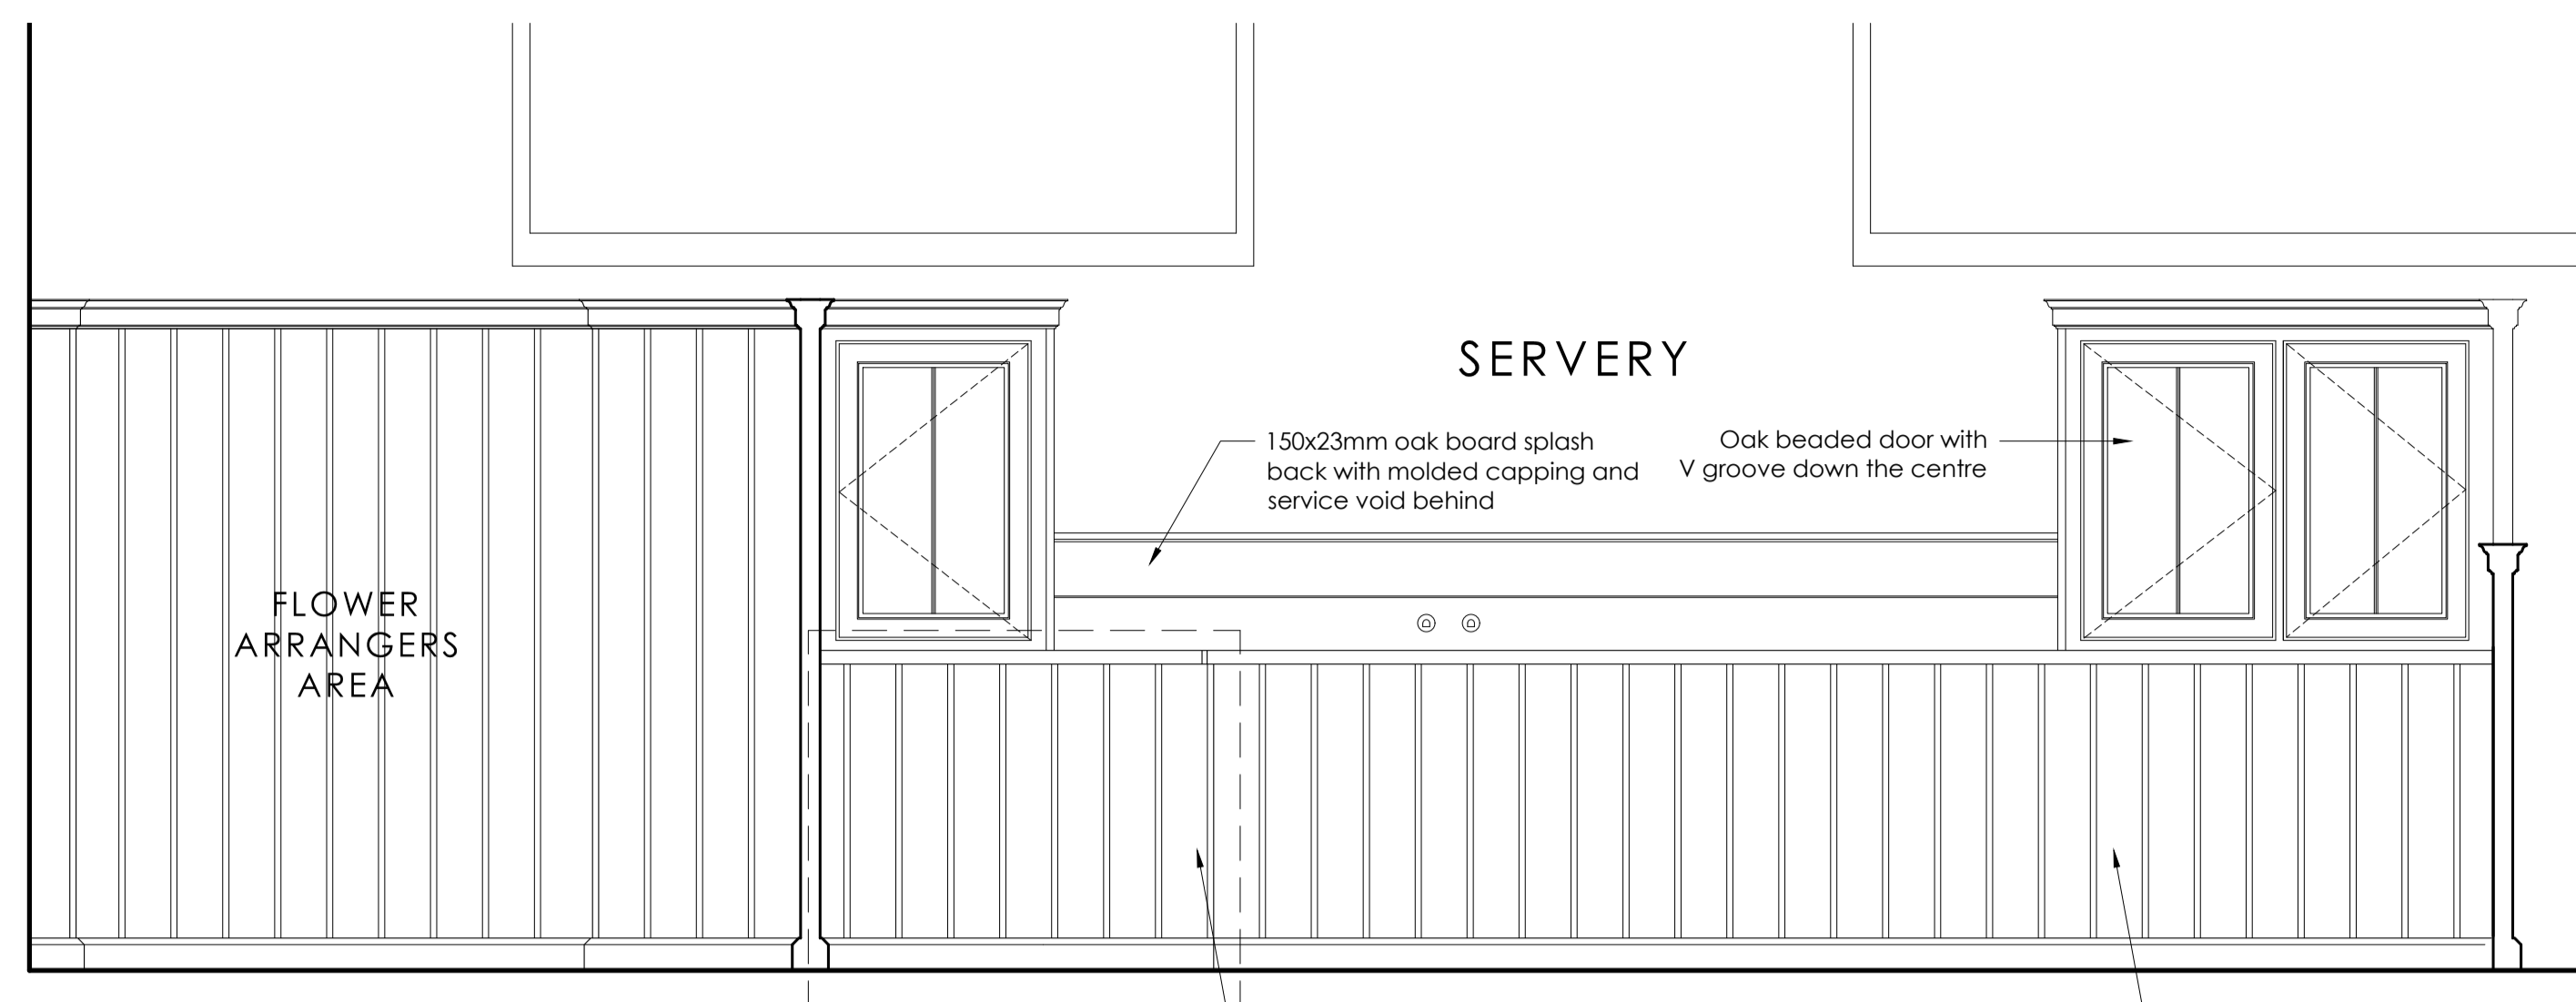 SERVERY
150x23mm oak board splash
back with molded capping and
service void behind
Oak beaded door with
V groove down the centre
FLOWER
ARRANGERS
AREA